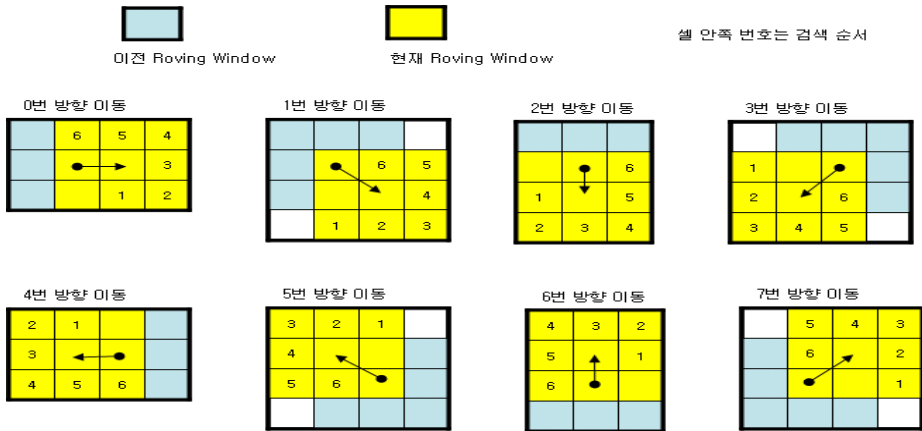 셀 안쪽 번호는 검색 순서
이전 Roving Window
현재 Roving Window
0번 방향 이동
6 5 4
3
1 2
1번 방향 이동
6 5
4
1 2 3
2번 방향 이동
6
1 5
2 3 4
3번 방향 이동
1
2 6
3 4 5
4번 방향 이동
2 1
3
4 5 6
5번 방향 이동
3 2 1
4
5 6
6번 방향 이동
4 3 2
5 1
6
7번 방향 이동
5 4 3
6 2
1